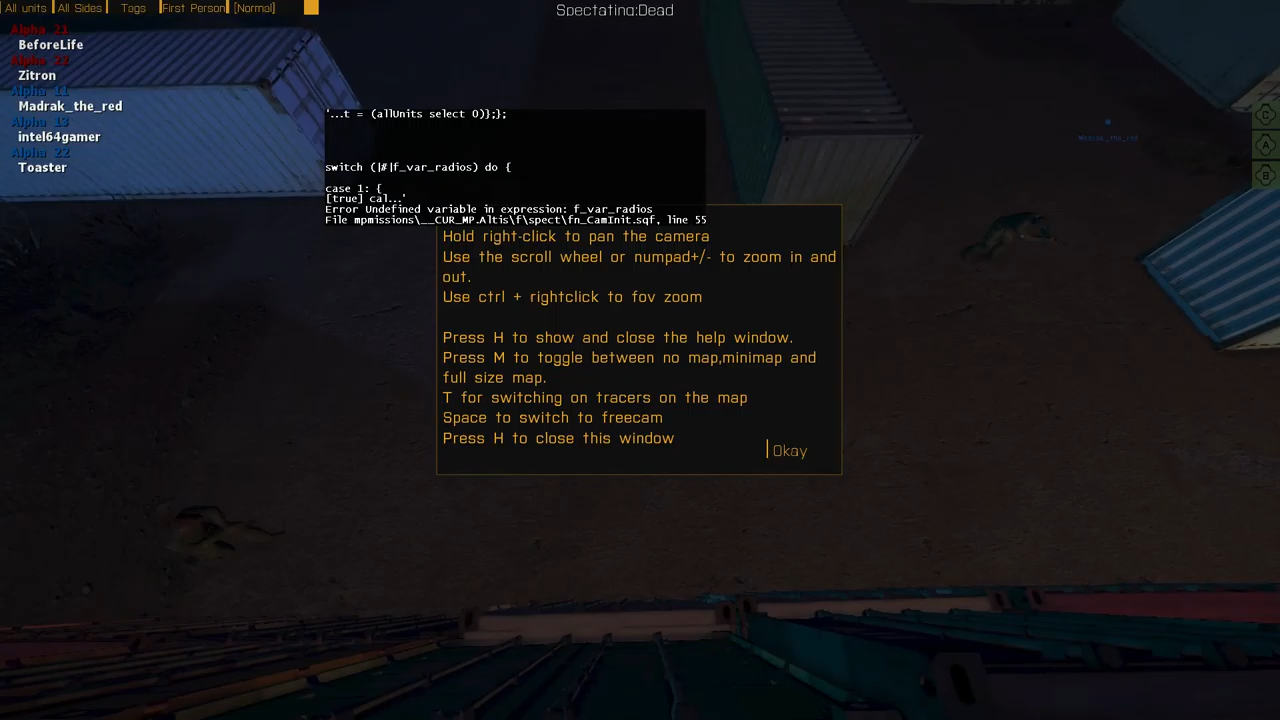 All units All Sides Tags First Person [Normal]
Spectating:Dead
Alpha 21
BeforeLife
Alpha 22
Zitron
Alpha 11
Madrak_the_red
Alpha 13
intel64gamer
Alpha 22
Toaster
'...t = (allUnits select 0)};};
switch (|#|f_var_radios) do {
case 1: {
[true] cal...'
Error Undefined variable in expression: f_var_radios
File mpmissions\__CUR_MP.Altis\f\spect\fn_CamInit.sqf, line 55
Madrak_the_red
C
A
B
Hold right-click to pan the camera
Use the scroll wheel or numpad+/- to zoom in and
out.
Use ctrl + rightclick to fov zoom
Press H to show and close the help window.
Press M to toggle between no map,minimap and
full size map.
T for switching on tracers on the map
Space to switch to freecam
Press H to close this window
Okay